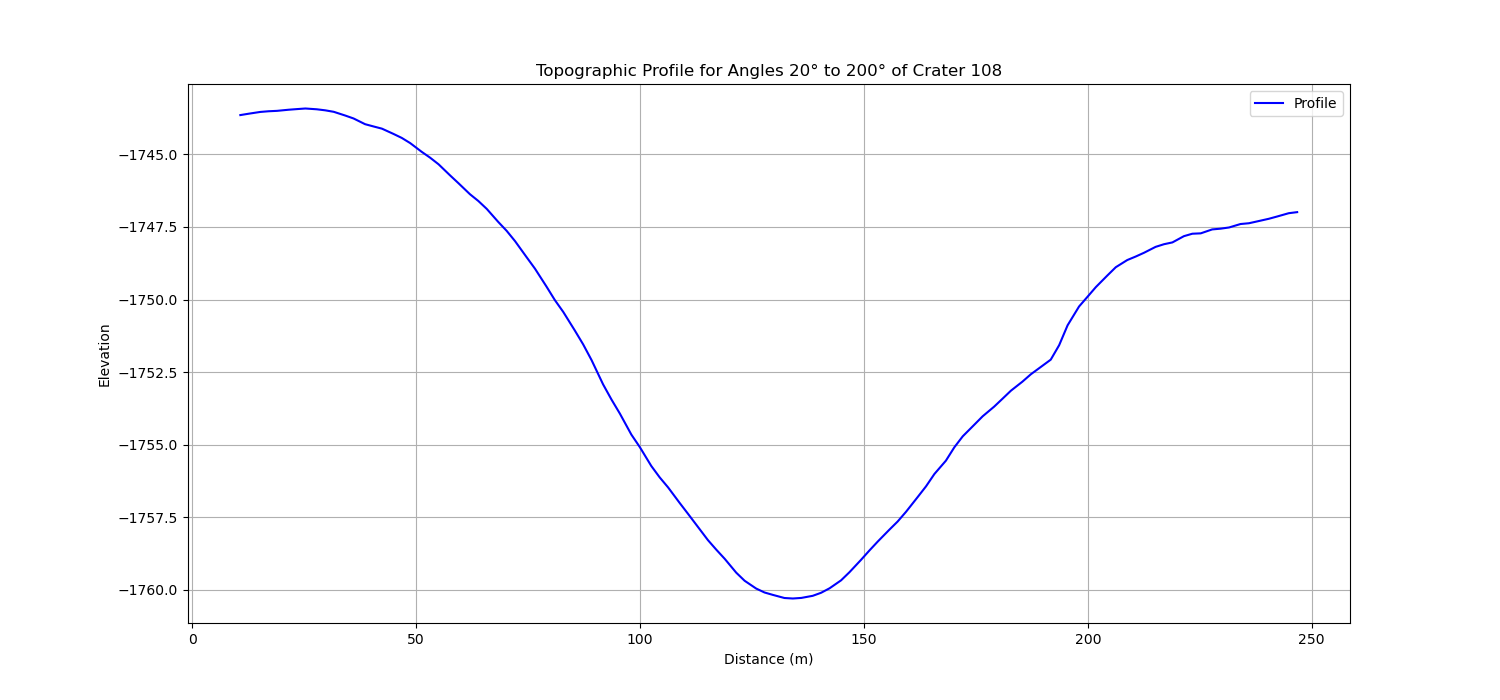 Topographic Profile for Angles 20° to 200° of Crater 108
Profile
−1745.0
−1747.5
−1750.0
−1752.5
−1755.0
−1757.5
−1760.0
Elevation
0 50 100 150 200 250
Distance (m)